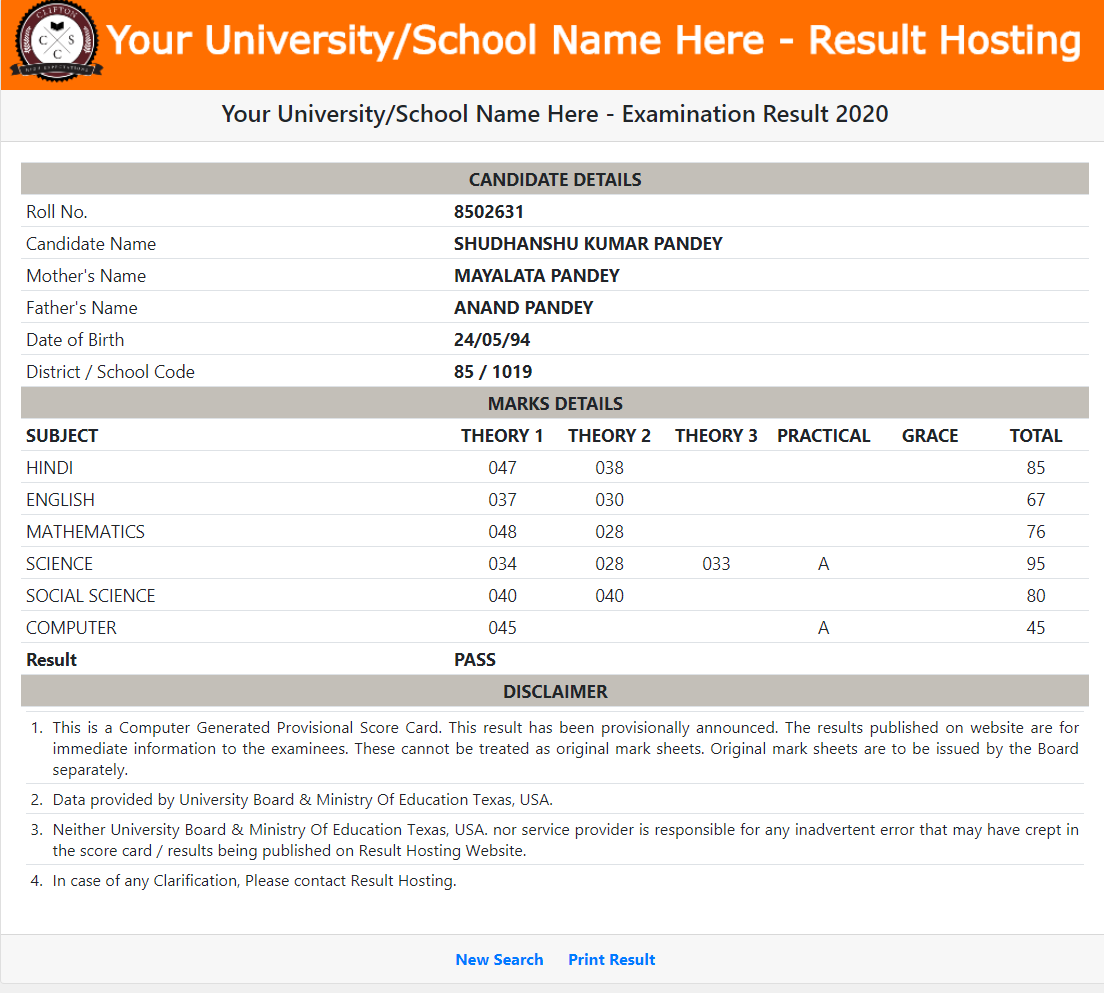 CLIFTON
C S
C
HIGH EXPECTATIONS
Your University/School Name Here - Result Hosting
Your University/School Name Here - Examination Result 2020
CANDIDATE DETAILS
Roll No. 8502631
Candidate Name SHUDHANSHU KUMAR PANDEY
Mother's Name MAYALATA PANDEY
Father's Name ANAND PANDEY
Date of Birth 24/05/94
District / School Code 85 / 1019
MARKS DETAILS
SUBJECT THEORY 1 THEORY 2 THEORY 3 PRACTICAL GRACE TOTAL
HINDI 047 038 85
ENGLISH 037 030 67
MATHEMATICS 048 028 76
SCIENCE 034 028 033 A 95
SOCIAL SCIENCE 040 040 80
COMPUTER 045 A 45
Result PASS
DISCLAIMER
1. This is a Computer Generated Provisional Score Card. This result has been provisionally announced. The results published on website are for
immediate information to the examinees. These cannot be treated as original mark sheets. Original mark sheets are to be issued by the Board
separately.
2. Data provided by University Board & Ministry Of Education Texas, USA.
3. Neither University Board & Ministry Of Education Texas, USA. nor service provider is responsible for any inadvertent error that may have crept in
the score card / results being published on Result Hosting Website.
4. In case of any Clarification, Please contact Result Hosting.
New Search Print Result